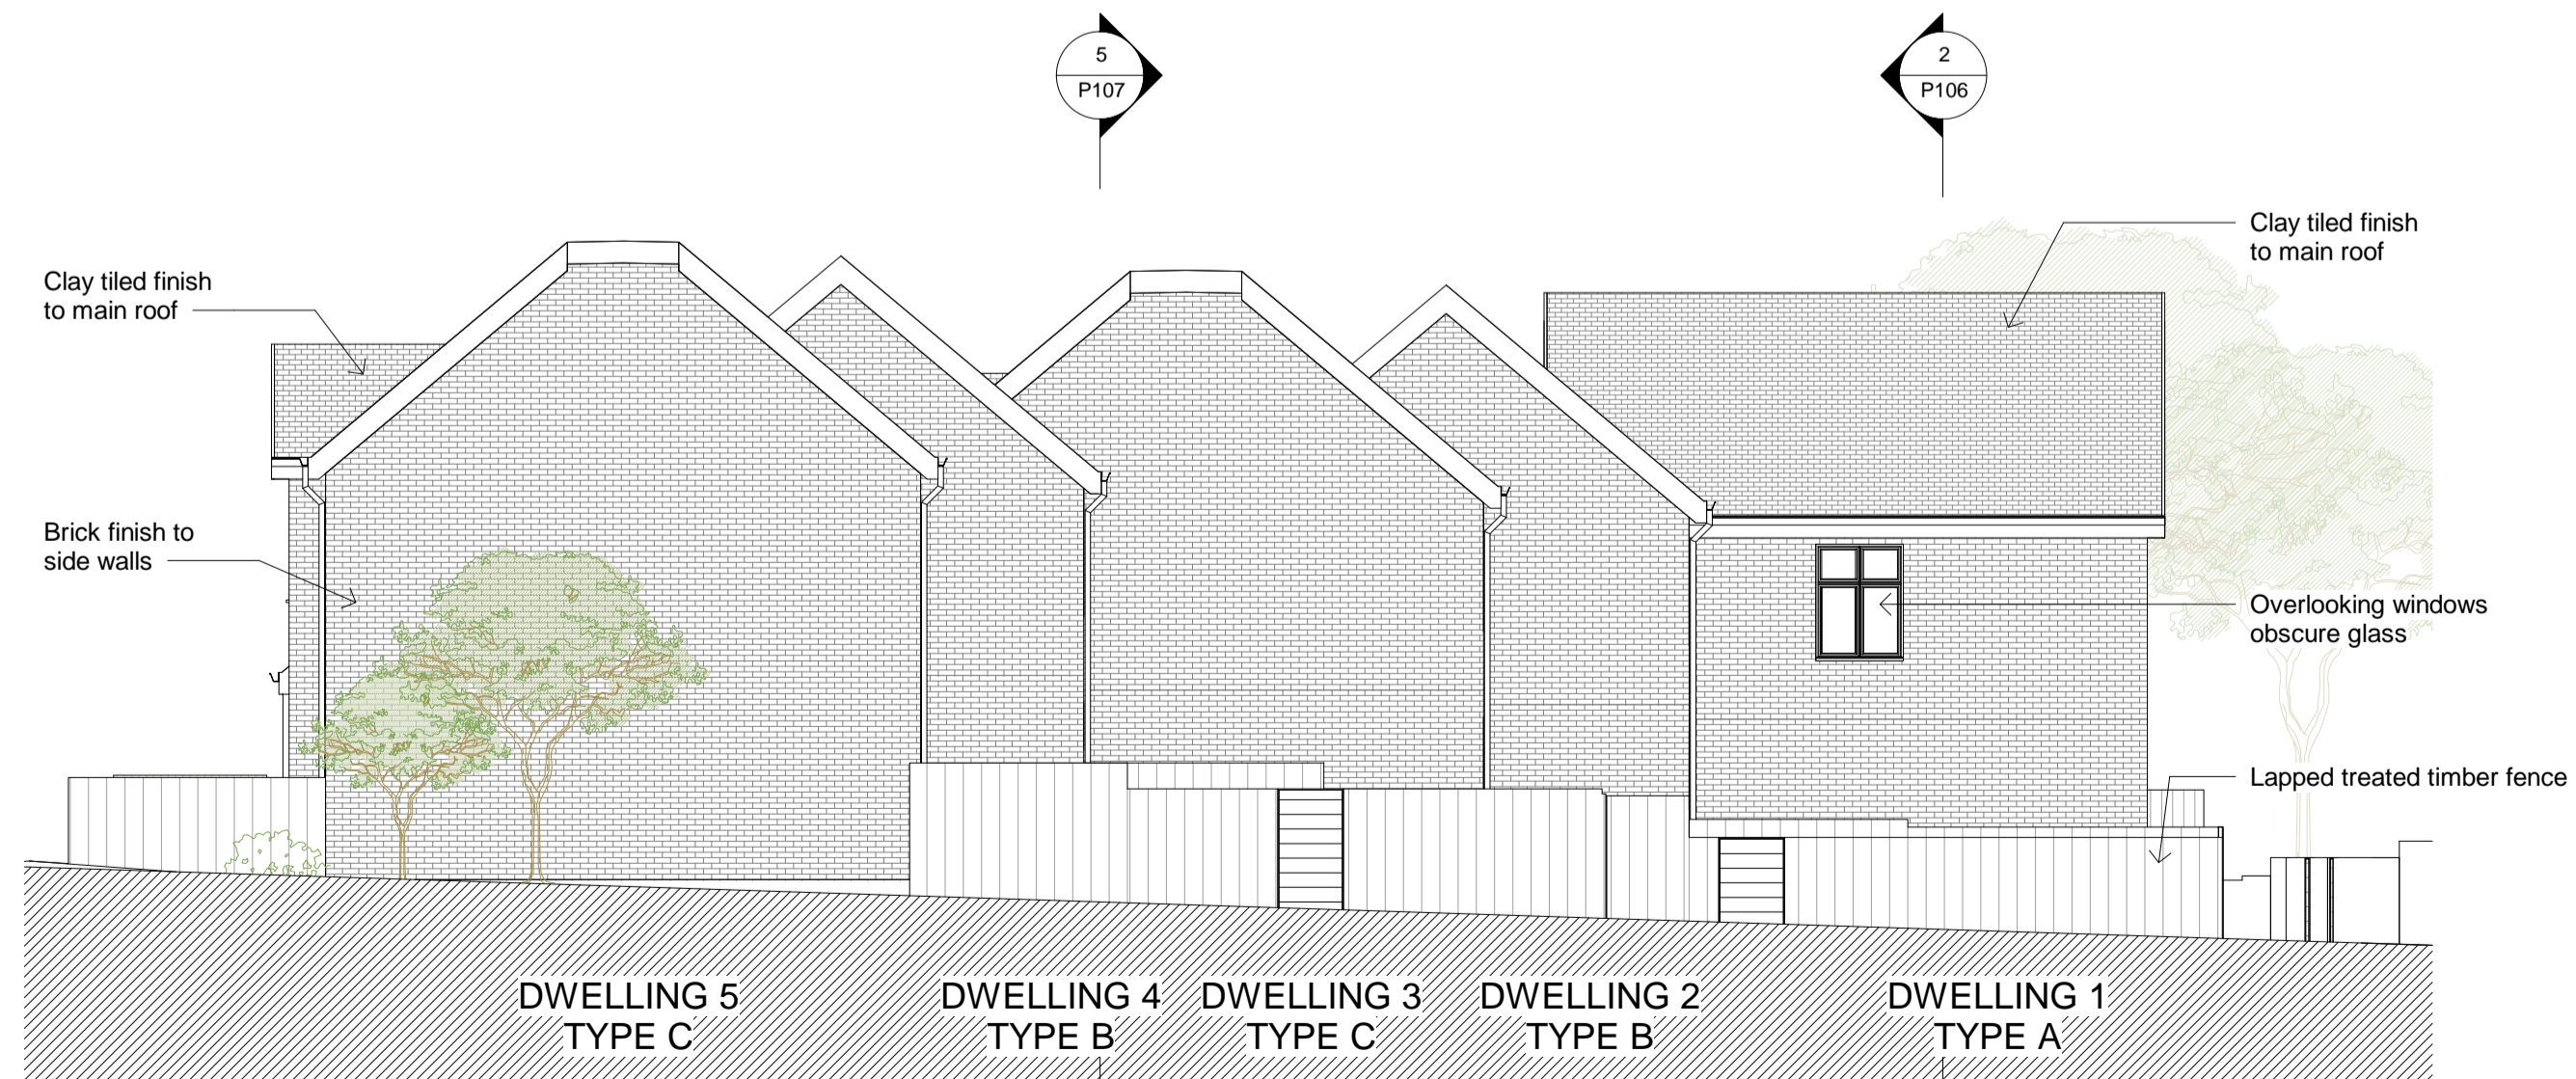 5
P107
2
P106
Clay tiled finish
to main roof
Clay tiled finish
to main roof
Brick finish to
side walls
Overlooking windows
obscure glass
Lapped treated timber fence
DWELLING 5
TYPE C
DWELLING 4
TYPE B
DWELLING 3
TYPE C
DWELLING 2
TYPE B
DWELLING 1
TYPE A